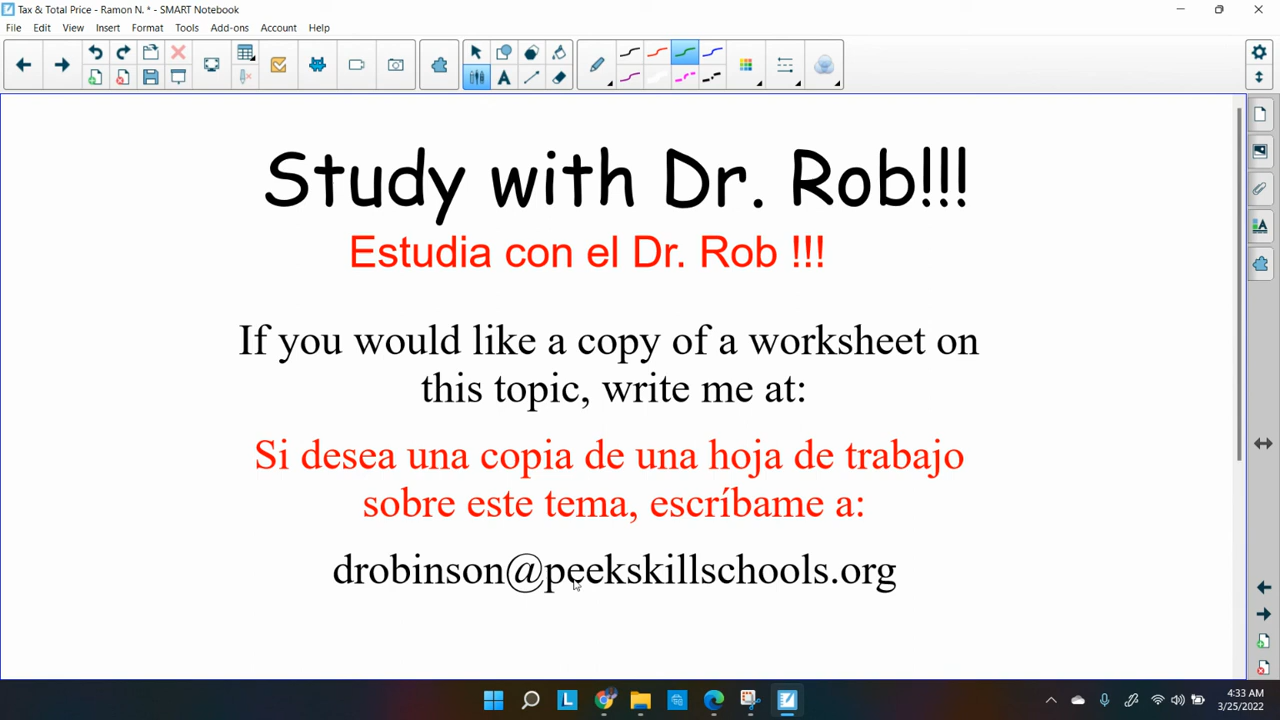 Tax & Total Price - Ramon N. * - SMART Notebook
File Edit View Insert Format Tools Add-ons Account Help
Study with Dr. Rob!!!
Estudia con el Dr. Rob !!!
If you would like a copy of a worksheet on
this topic, write me at:
Si desea una copia de una hoja de trabajo
sobre este tema, escríbame a:
drobinson@peekskillschools.org
4:33 AM
3/25/2022